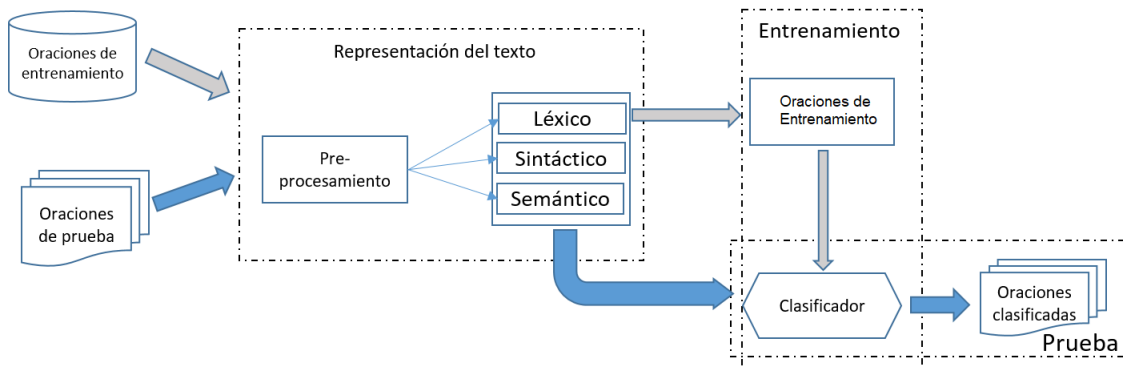 Oraciones de
entrenamiento
Oraciones
de prueba
Representación del texto
Pre-
procesamiento
Léxico
Sintáctico
Semántico
Entrenamiento
Oraciones de
Entrenamiento
Clasificador
Oraciones
clasificadas
Prueba